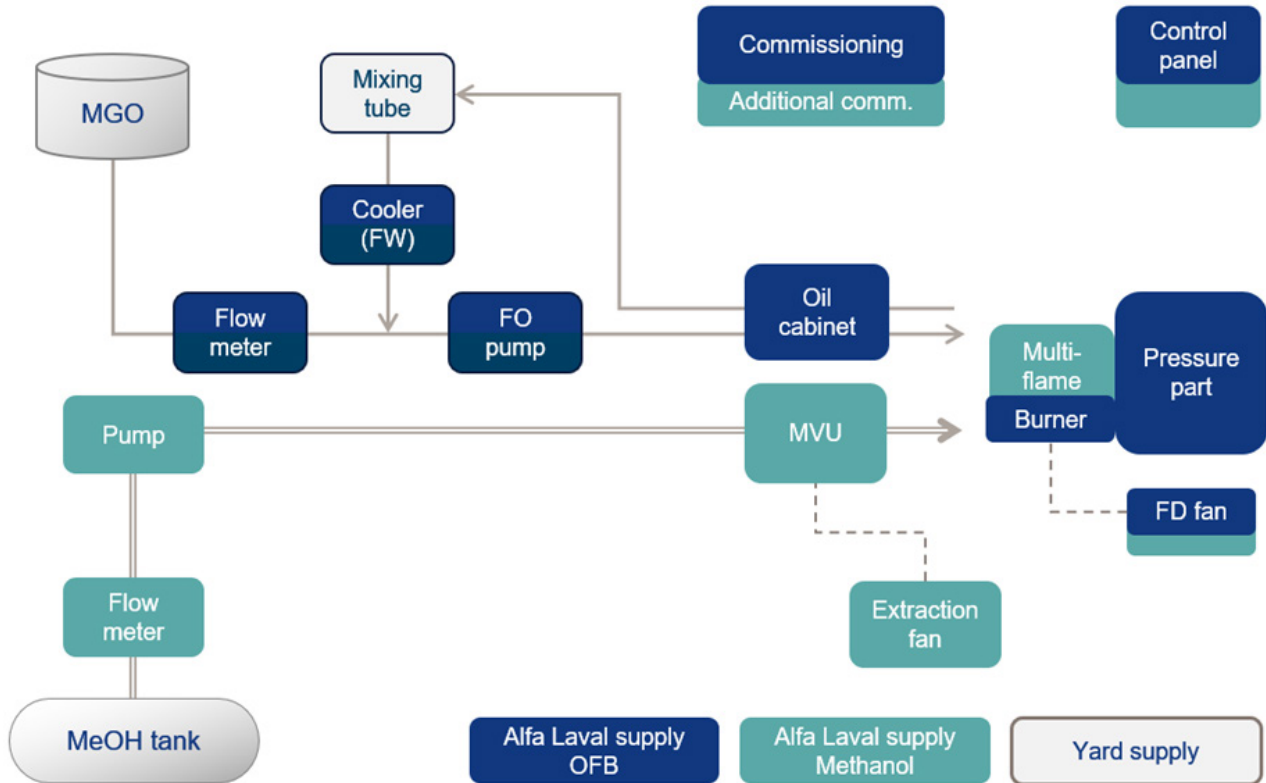 Commissioning
Additional comm.
Control
panel
MGO
Mixing
tube
Cooler
(FW)
Flow
meter
FO
pump
Oil
cabinet
Multi-
flame
Burner
Pressure
part
Pump
MVU
FD fan
Flow
meter
Extraction
fan
MeOH tank
Alfa Laval supply
OFB
Alfa Laval supply
Methanol
Yard supply